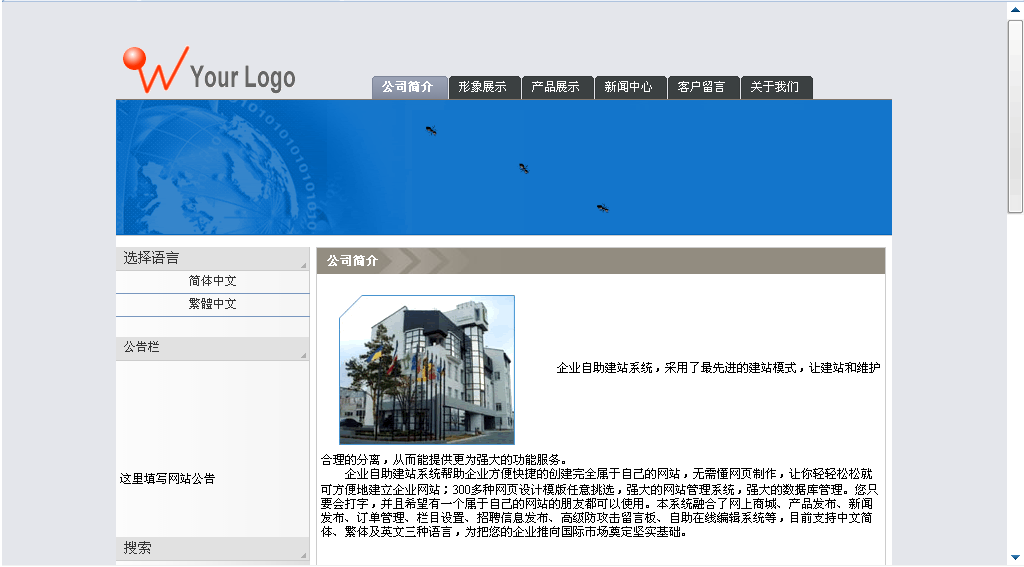 Your Logo
公司简介 形象展示 产品展示 新闻中心 客户留言 关于我们
选择语言
简体中文
繁體中文
公告栏
这里填写网站公告
搜索
公司简介
企业自助建站系统，采用了最先进的建站模式，让建站和维护
合理的分离，从而能提供更为强大的功能服务。
企业自助建站系统帮助企业方便快捷的创建完全属于自己的网站，无需懂网页制作，让你轻轻松松就
可方便地建立企业网站；300多种网页设计模版任意挑选，强大的网站管理系统，强大的数据库管理。您只
要会打字，并且希望有一个属于自己的网站的朋友都可以使用。本系统融合了网上商城、产品发布、新闻
发布、订单管理、栏目设置、招聘信息发布、高级防攻击留言板、自助在线编辑系统等，目前支持中文简
体、繁体及英文三种语言，为把您的企业推向国际市场奠定坚实基础。